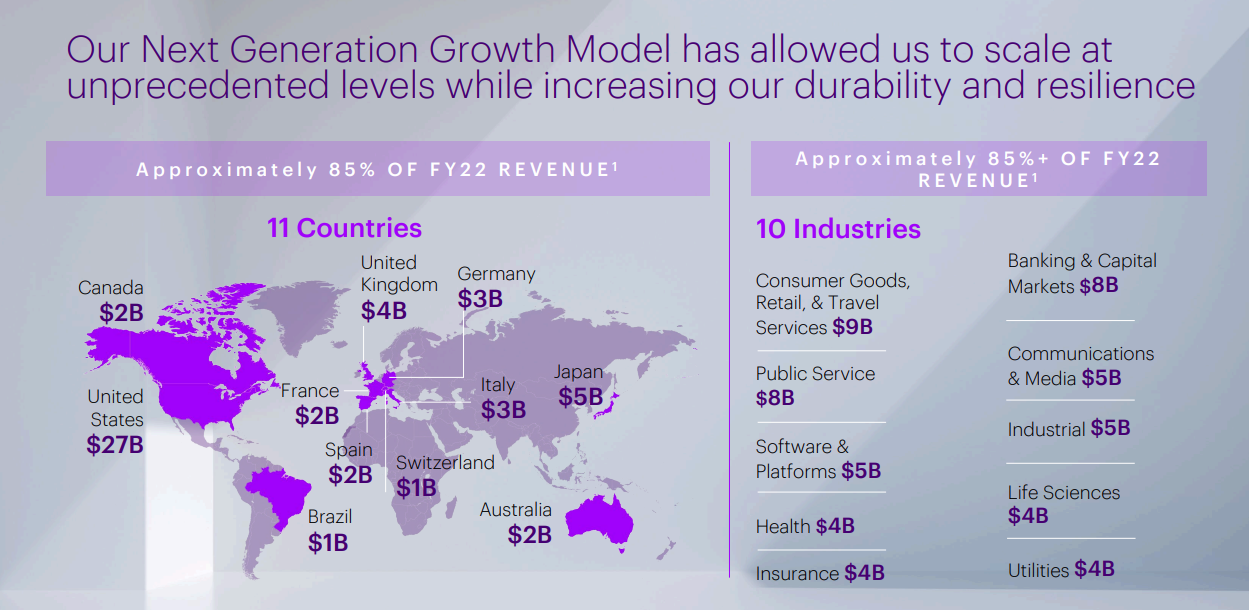 Our Next Generation Growth Model has allowed us to scale at
unprecedented levels while increasing our durability and resilience
Approximately 85% OF FY22 REVENUE¹
11 Countries
Canada
$2B
United
Kingdom
$4B
Germany
$3B
United
States
$27B
France
$2B
Italy
$3B
Japan
$5B
Spain
$2B
Switzerland
$1B
Brazil
$1B
Australia
$2B
Approximately 85%+ OF FY22
REVENUE¹
10 Industries
Consumer Goods,
Retail, & Travel
Services $9B
Public Service
$8B
Software &
Platforms $5B
Health $4B
Insurance $4B
Banking & Capital
Markets $8B
Communications
& Media $5B
Industrial $5B
Life Sciences
$4B
Utilities $4B